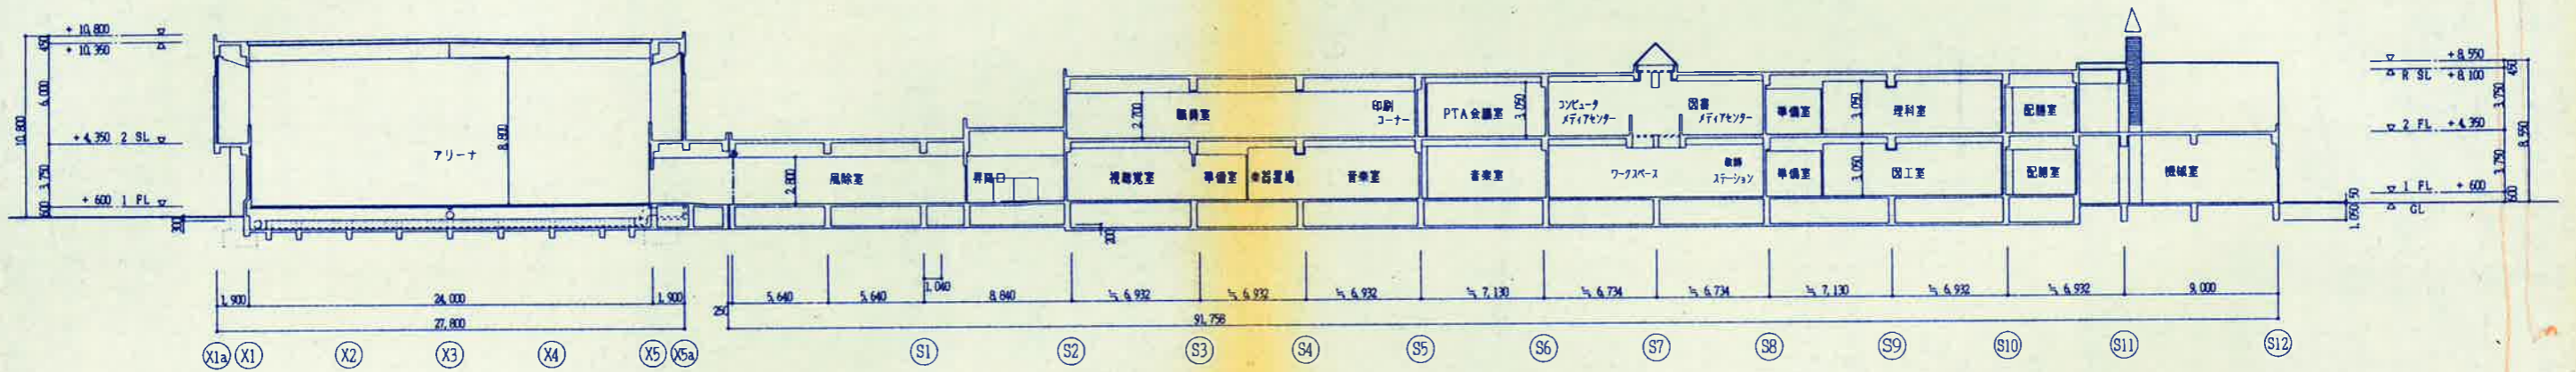 + 10,800
+ 10,350
450
6,000
10,800
+4,350 2 SL
3,750
+ 600 1 FL
600
300
アリーナ
8,800
風除室
2,800
昇降口
職員室
2,700
印刷
コーナー
PTA会議室
3,050
コンピュータ
メディアセンター
図書
メディアセンター
準備室
3,050
理科室
配膳室
視聴覚室
準備室
楽器置場
音楽室
音楽室
ワークスペース
教師
ステーション
準備室
3,050
図工室
配膳室
機械室
200
+ 8,550
R SL + 8,100
450
3,750
2 FL + 4,350
8,550
3,750
1 FL + 600
600
GL
50
1,050
1,900
24,000
1,900
27,800
250
5,640
5,640
1,040
8,840
≒ 6,932
≒ 6,932
≒ 6,932
≒ 7,130
≒ 6,734
≒ 6,734
≒ 7,130
≒ 6,932
≒ 6,932
9,000
91,758
X1a X1 X2 X3 X4 X5 X5a S1 S2 S3 S4 S5 S6 S7 S8 S9 S10 S11 S12